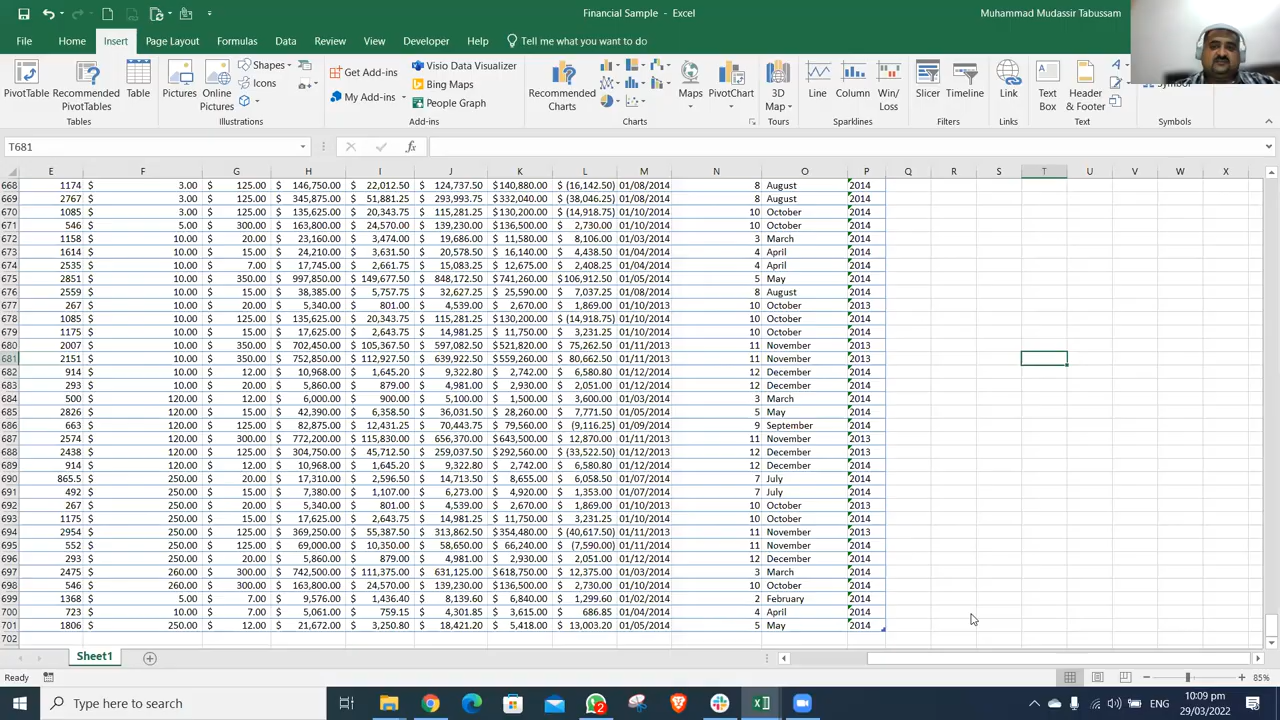 Financial Sample - Excel
Muhammad Mudassir Tabussam
File Home Insert Page Layout Formulas Data Review View Developer Help Tell me what you want to do
PivotTable Recommended PivotTables Table
Tables
Pictures Online Pictures Shapes Icons
Illustrations
Get Add-ins My Add-ins Visio Data Visualizer Bing Maps People Graph
Add-ins
Recommended Charts Maps PivotChart
Charts
3D Map
Tours
Line Column Win/Loss
Sparklines
Slicer Timeline
Filters
Link
Links
Text Box Header & Footer
Text
Symbols
T681 fx
E F G H I J K L M N O P Q R S T U V W X
668 1174 $ 3.00 $ 125.00 $ 146,750.00 $ 22,012.50 $ 124,737.50 $140,880.00 $ (16,142.50) 01/08/2014 8 August 2014
669 2767 $ 3.00 $ 125.00 $ 345,875.00 $ 51,881.25 $ 293,993.75 $332,040.00 $ (38,046.25) 01/08/2014 8 August 2014
670 1085 $ 3.00 $ 125.00 $ 135,625.00 $ 20,343.75 $ 115,281.25 $130,200.00 $ (14,918.75) 01/10/2014 10 October 2014
671 546 $ 5.00 $ 300.00 $ 163,800.00 $ 24,570.00 $ 139,230.00 $136,500.00 $ 2,730.00 01/10/2014 10 October 2014
672 1158 $ 10.00 $ 20.00 $ 23,160.00 $ 3,474.00 $ 19,686.00 $ 11,580.00 $ 8,106.00 01/03/2014 3 March 2014
673 1614 $ 10.00 $ 15.00 $ 24,210.00 $ 3,631.50 $ 20,578.50 $ 16,140.00 $ 4,438.50 01/04/2014 4 April 2014
674 2535 $ 10.00 $ 7.00 $ 17,745.00 $ 2,661.75 $ 15,083.25 $ 12,675.00 $ 2,408.25 01/04/2014 4 April 2014
675 2851 $ 10.00 $ 350.00 $ 997,850.00 $ 149,677.50 $ 848,172.50 $741,260.00 $106,912.50 01/05/2014 5 May 2014
676 2559 $ 10.00 $ 15.00 $ 38,385.00 $ 5,757.75 $ 32,627.25 $ 25,590.00 $ 7,037.25 01/08/2014 8 August 2014
677 267 $ 10.00 $ 20.00 $ 5,340.00 $ 801.00 $ 4,539.00 $ 2,670.00 $ 1,869.00 01/10/2013 10 October 2013
678 1085 $ 10.00 $ 125.00 $ 135,625.00 $ 20,343.75 $ 115,281.25 $130,200.00 $ (14,918.75) 01/10/2014 10 October 2014
679 1175 $ 10.00 $ 15.00 $ 17,625.00 $ 2,643.75 $ 14,981.25 $ 11,750.00 $ 3,231.25 01/10/2014 10 October 2014
680 2007 $ 10.00 $ 350.00 $ 702,450.00 $ 105,367.50 $ 597,082.50 $521,820.00 $ 75,262.50 01/11/2013 11 November 2013
681 2151 $ 10.00 $ 350.00 $ 752,850.00 $ 112,927.50 $ 639,922.50 $559,260.00 $ 80,662.50 01/11/2013 11 November 2013
682 914 $ 10.00 $ 12.00 $ 10,968.00 $ 1,645.20 $ 9,322.80 $ 2,742.00 $ 6,580.80 01/12/2014 12 December 2014
683 293 $ 10.00 $ 20.00 $ 5,860.00 $ 879.00 $ 4,981.00 $ 2,930.00 $ 2,051.00 01/12/2014 12 December 2014
684 500 $ 120.00 $ 12.00 $ 6,000.00 $ 900.00 $ 5,100.00 $ 1,500.00 $ 3,600.00 01/03/2014 3 March 2014
685 2826 $ 120.00 $ 15.00 $ 42,390.00 $ 6,358.50 $ 36,031.50 $ 28,260.00 $ 7,771.50 01/05/2014 5 May 2014
686 663 $ 120.00 $ 125.00 $ 82,875.00 $ 12,431.25 $ 70,443.75 $ 79,560.00 $ (9,116.25) 01/09/2014 9 September 2014
687 2574 $ 120.00 $ 300.00 $ 772,200.00 $ 115,830.00 $ 656,370.00 $643,500.00 $ 12,870.00 01/11/2013 11 November 2013
688 2438 $ 120.00 $ 125.00 $ 304,750.00 $ 45,712.50 $ 259,037.50 $292,560.00 $ (33,522.50) 01/12/2013 12 December 2013
689 914 $ 120.00 $ 12.00 $ 10,968.00 $ 1,645.20 $ 9,322.80 $ 2,742.00 $ 6,580.80 01/12/2014 12 December 2014
690 865.5 $ 250.00 $ 20.00 $ 17,310.00 $ 2,596.50 $ 14,713.50 $ 8,655.00 $ 6,058.50 01/07/2014 7 July 2014
691 492 $ 250.00 $ 15.00 $ 7,380.00 $ 1,107.00 $ 6,273.00 $ 4,920.00 $ 1,353.00 01/07/2014 7 July 2014
692 267 $ 250.00 $ 20.00 $ 5,340.00 $ 801.00 $ 4,539.00 $ 2,670.00 $ 1,869.00 01/10/2013 10 October 2013
693 1175 $ 250.00 $ 15.00 $ 17,625.00 $ 2,643.75 $ 14,981.25 $ 11,750.00 $ 3,231.25 01/10/2014 10 October 2014
694 2954 $ 250.00 $ 125.00 $ 369,250.00 $ 55,387.50 $ 313,862.50 $354,480.00 $ (40,617.50) 01/11/2013 11 November 2013
695 552 $ 250.00 $ 125.00 $ 69,000.00 $ 10,350.00 $ 58,650.00 $ 66,240.00 $ (7,590.00) 01/11/2014 11 November 2014
696 293 $ 250.00 $ 20.00 $ 5,860.00 $ 879.00 $ 4,981.00 $ 2,930.00 $ 2,051.00 01/12/2014 12 December 2014
697 2475 $ 260.00 $ 300.00 $ 742,500.00 $ 111,375.00 $ 631,125.00 $618,750.00 $ 12,375.00 01/03/2014 3 March 2014
698 546 $ 260.00 $ 300.00 $ 163,800.00 $ 24,570.00 $ 139,230.00 $136,500.00 $ 2,730.00 01/10/2014 10 October 2014
699 1368 $ 5.00 $ 7.00 $ 9,576.00 $ 1,436.40 $ 8,139.60 $ 6,840.00 $ 1,299.60 01/02/2014 2 February 2014
700 723 $ 10.00 $ 7.00 $ 5,061.00 $ 759.15 $ 4,301.85 $ 3,615.00 $ 686.85 01/04/2014 4 April 2014
701 1806 $ 250.00 $ 12.00 $ 21,672.00 $ 3,250.80 $ 18,421.20 $ 5,418.00 $ 13,003.20 01/05/2014 5 May 2014
702
Sheet1
Ready 85%
Type here to search 2 ENG 10:09 pm
29/03/2022